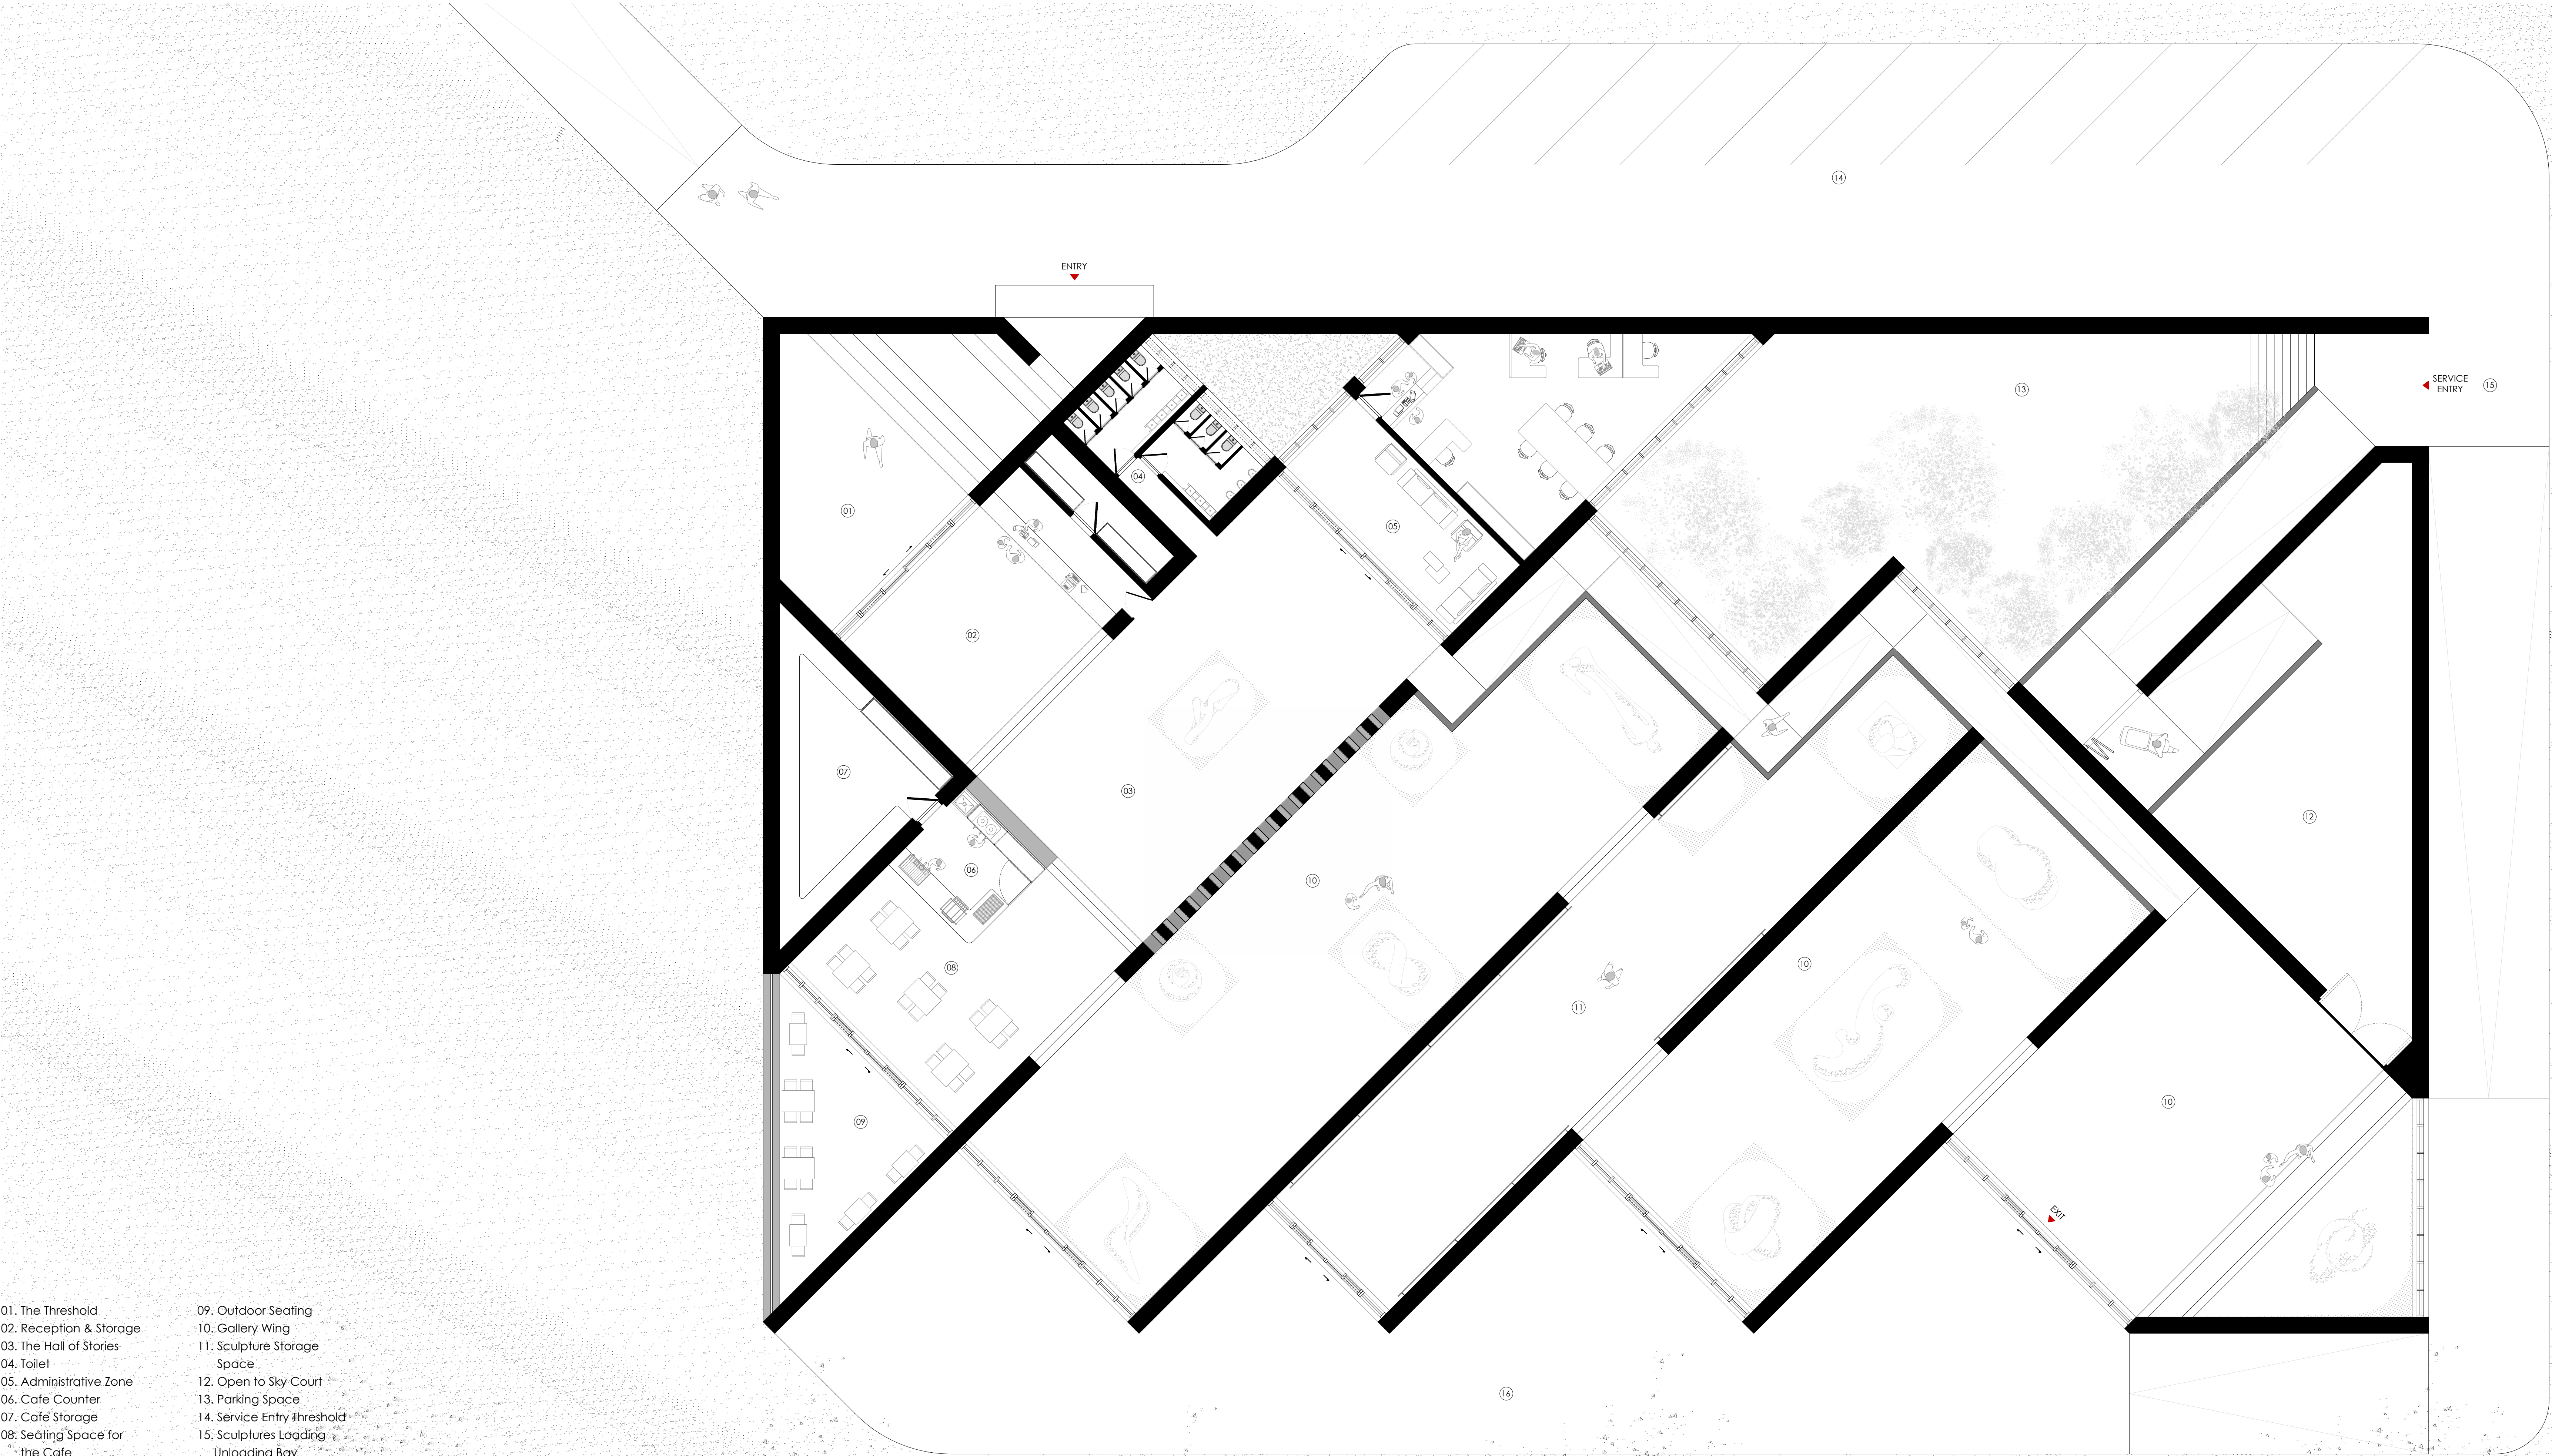 14
ENTRY
13
SERVICE
ENTRY
15
04
01
05
02
07
03
12
06
10
08
10
11
10
09
EXIT
16
01. The Threshold
02. Reception & Storage
03. The Hall of Stories
04. Toilet
05. Administrative Zone
06. Cafe Counter
07. Cafe Storage
08. Seating Space for
the Cafe
09. Outdoor Seating
10. Gallery Wing
11. Sculpture Storage
Space
12. Open to Sky Court
13. Parking Space
14. Service Entry Threshold
15. Sculptures Loading
Unloading Bay